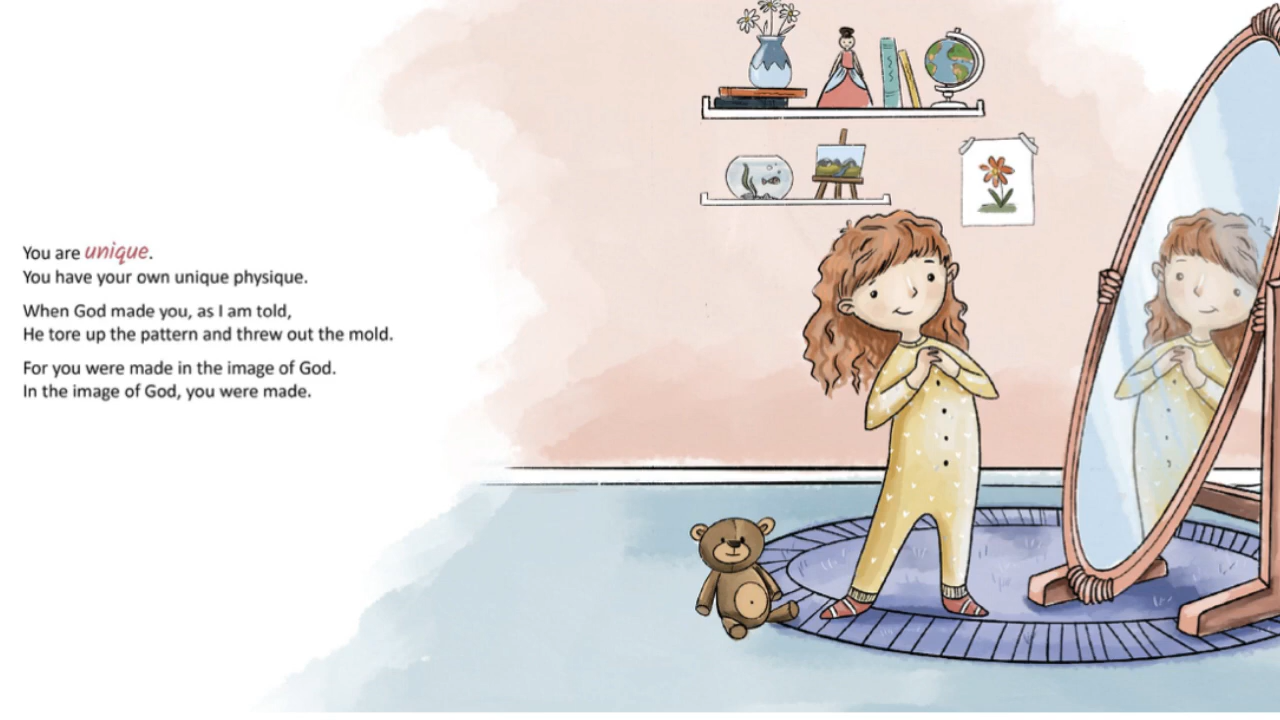 You are unique.
You have your own unique physique.
When God made you, as I am told,
He tore up the pattern and threw out the mold.
For you were made in the image of God.
In the image of God, you were made.